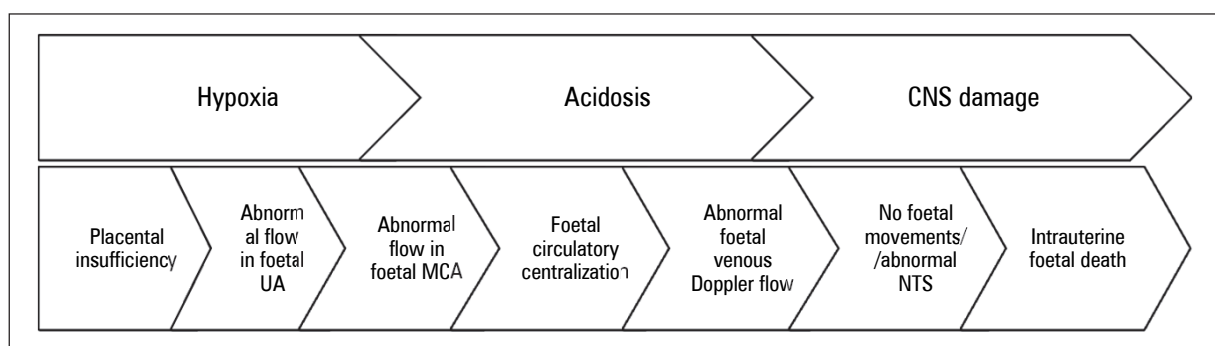 Hypoxia
Acidosis
CNS damage
Placental
insufficiency
Abnorm
al flow
in foetal
UA
Abnormal
flow in
foetal MCA
Foetal
circulatory
centralization
Abnormal
foetal
venous
Doppler flow
No foetal
movements/
/abnormal
NTS
Intrauterine
foetal death